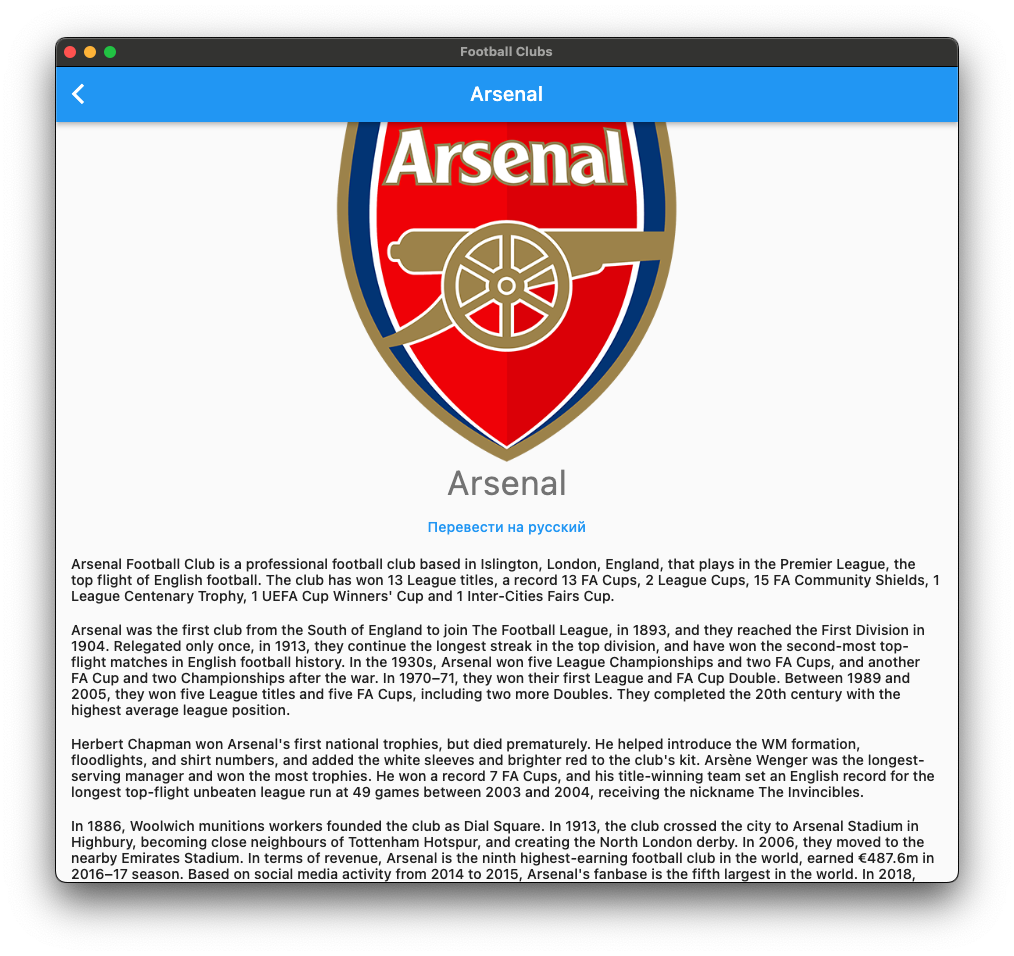 Football Clubs
Arsenal
Arsenal
Arsenal
Перевести на русский
Arsenal Football Club is a professional football club based in Islington, London, England, that plays in the Premier League, the
top flight of English football. The club has won 13 League titles, a record 13 FA Cups, 2 League Cups, 15 FA Community Shields, 1
League Centenary Trophy, 1 UEFA Cup Winners' Cup and 1 Inter-Cities Fairs Cup.
Arsenal was the first club from the South of England to join The Football League, in 1893, and they reached the First Division in
1904. Relegated only once, in 1913, they continue the longest streak in the top division, and have won the second-most top-
flight matches in English football history. In the 1930s, Arsenal won five League Championships and two FA Cups, and another
FA Cup and two Championships after the war. In 1970–71, they won their first League and FA Cup Double. Between 1989 and
2005, they won five League titles and five FA Cups, including two more Doubles. They completed the 20th century with the
highest average league position.
Herbert Chapman won Arsenal's first national trophies, but died prematurely. He helped introduce the WM formation,
floodlights, and shirt numbers, and added the white sleeves and brighter red to the club's kit. Arsène Wenger was the longest-
serving manager and won the most trophies. He won a record 7 FA Cups, and his title-winning team set an English record for the
longest top-flight unbeaten league run at 49 games between 2003 and 2004, receiving the nickname The Invincibles.
In 1886, Woolwich munitions workers founded the club as Dial Square. In 1913, the club crossed the city to Arsenal Stadium in
Highbury, becoming close neighbours of Tottenham Hotspur, and creating the North London derby. In 2006, they moved to the
nearby Emirates Stadium. In terms of revenue, Arsenal is the ninth highest-earning football club in the world, earned €487.6m in
2016–17 season. Based on social media activity from 2014 to 2015, Arsenal's fanbase is the fifth largest in the world. In 2018,